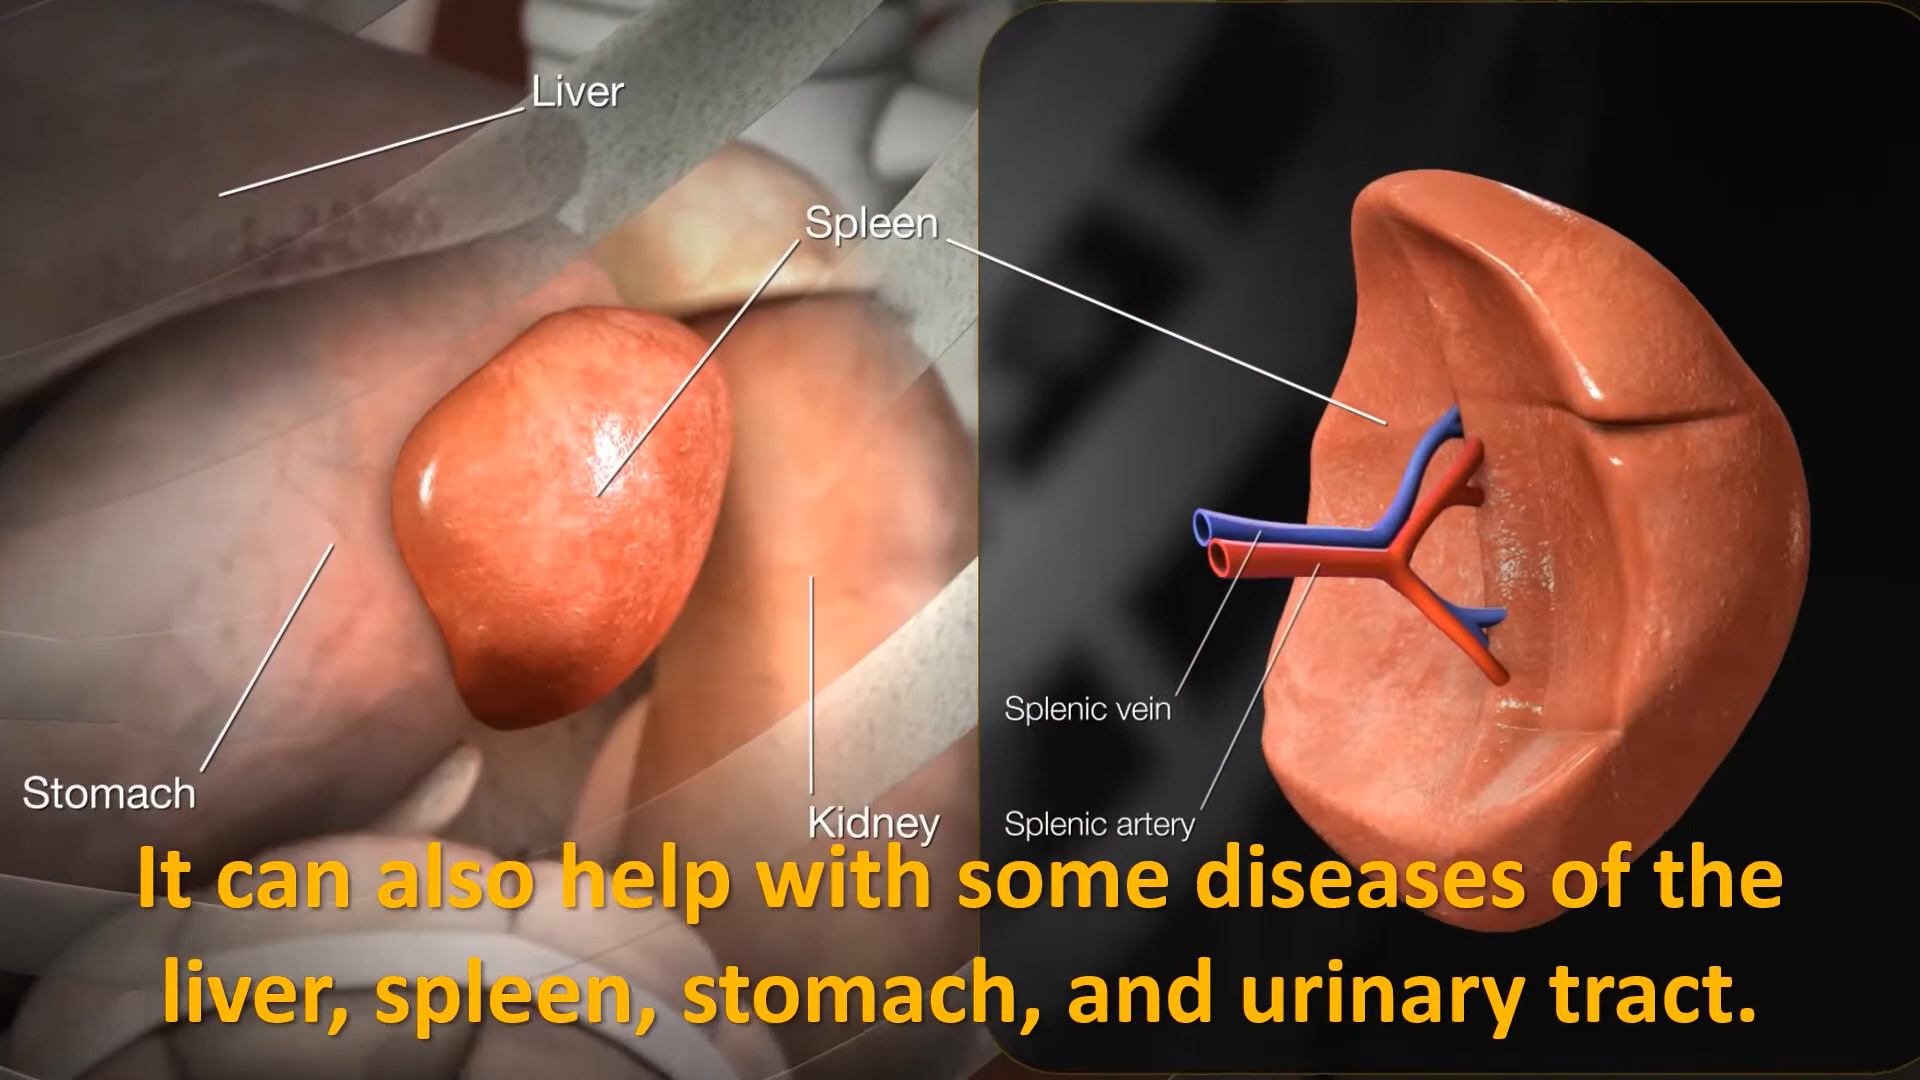 Liver
Spleen
Splenic vein
Stomach
Kidney
Splenic artery
It can also help with some diseases of the
liver, spleen, stomach, and urinary tract.